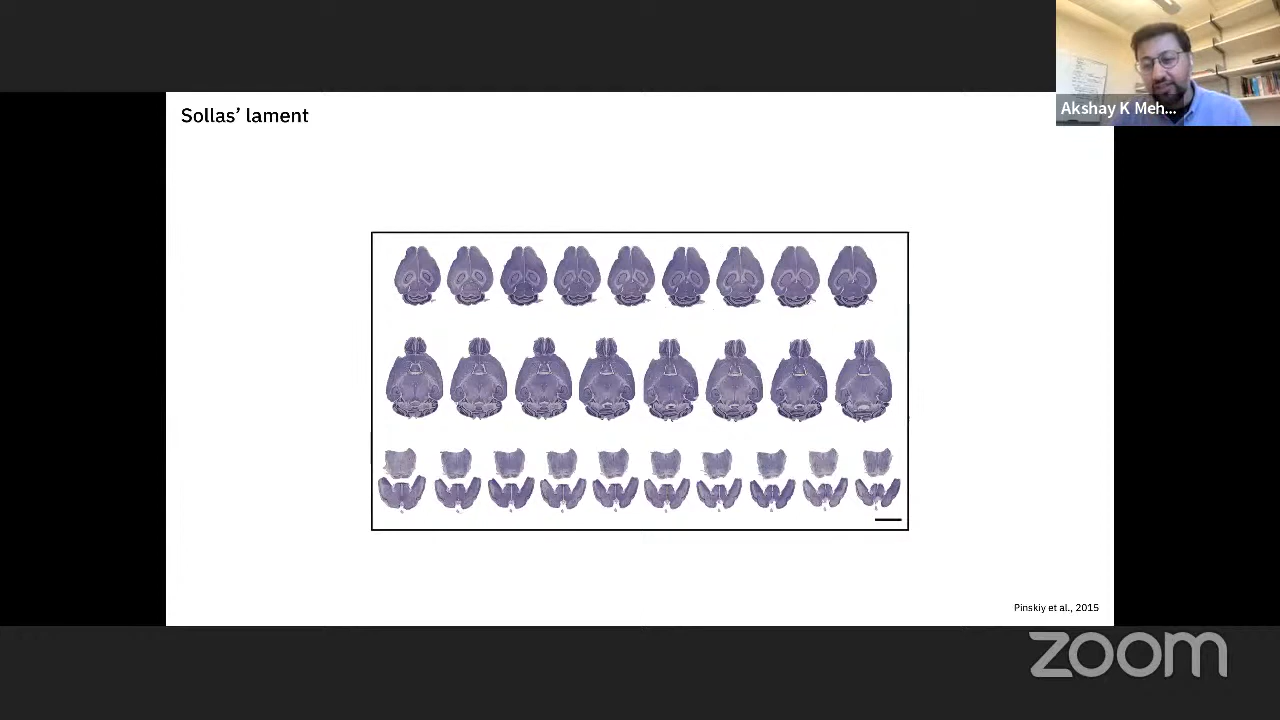 Sollas’ lament
Akshay K Meh...
Pinskiy et al., 2015
zoom